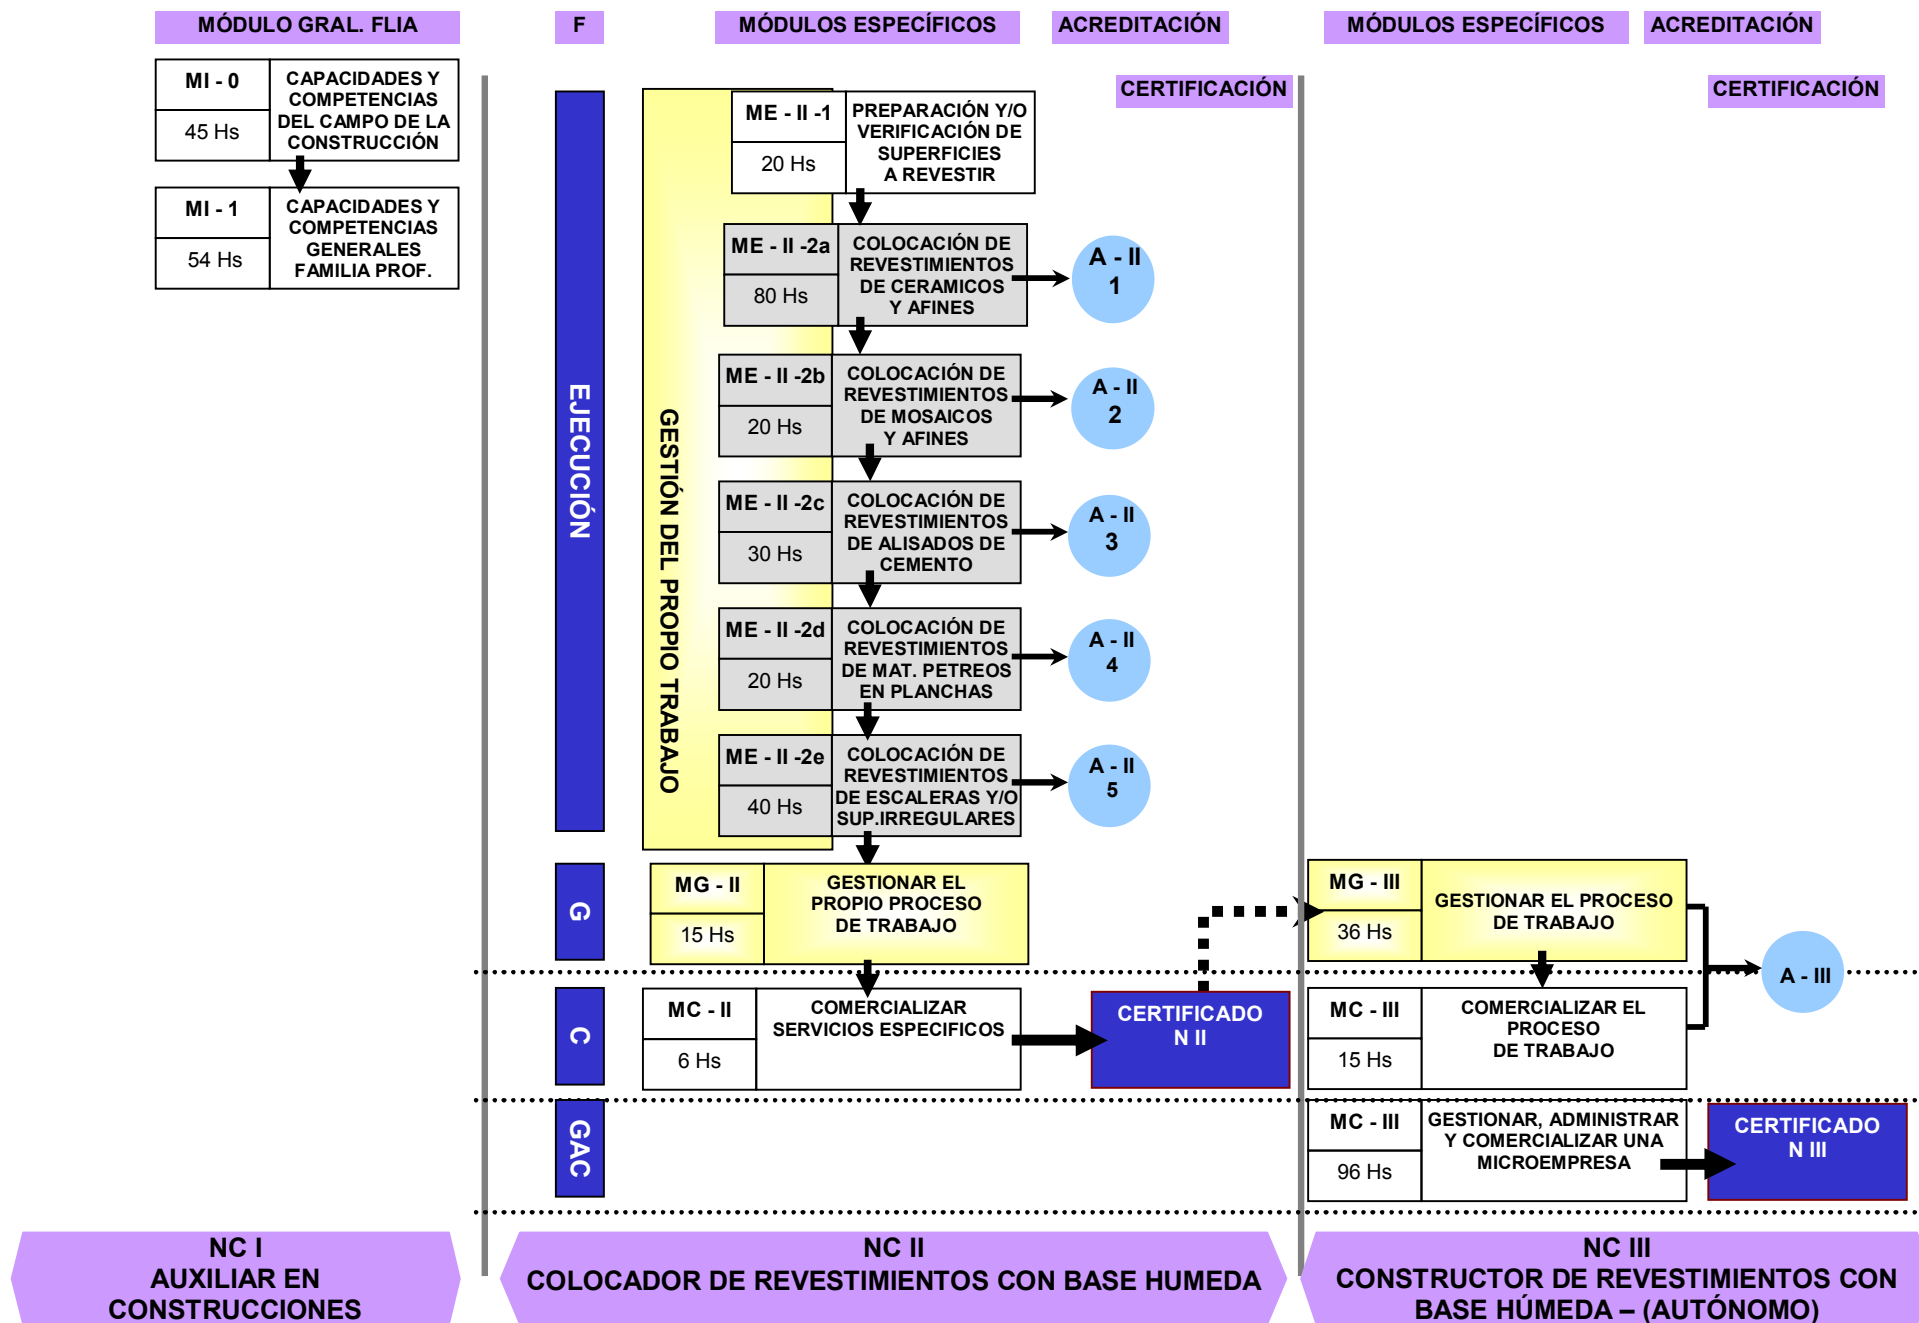 MÓDULO GRAL. FLIA
F
MÓDULOS ESPECÍFICOS
ACREDITACIÓN
MÓDULOS ESPECÍFICOS
ACREDITACIÓN
CERTIFICACIÓN
CERTIFICACIÓN
MI - 0
45 Hs
CAPACIDADES Y
COMPETENCIAS
DEL CAMPO DE LA
CONSTRUCCIÓN
MI - 1
54 Hs
CAPACIDADES Y
COMPETENCIAS
GENERALES
FAMILIA PROF.
EJECUCIÓN
GESTIÓN DEL PROPIO TRABAJO
ME - II -1
20 Hs
PREPARACIÓN Y/O
VERIFICACIÓN DE
SUPERFICIES
A REVESTIR
ME - II -2a
80 Hs
COLOCACIÓN DE
REVESTIMIENTOS
DE CERAMICOS
Y AFINES
A - II
1
ME - II -2b
20 Hs
COLOCACIÓN DE
REVESTIMIENTOS
DE MOSAICOS
Y AFINES
A - II
2
ME - II -2c
30 Hs
COLOCACIÓN DE
REVESTIMIENTOS
DE ALISADOS DE
CEMENTO
A - II
3
ME - II -2d
20 Hs
COLOCACIÓN DE
REVESTIMIENTOS
DE MAT. PETREOS
EN PLANCHAS
A - II
4
ME - II -2e
40 Hs
COLOCACIÓN DE
REVESTIMIENTOS
DE ESCALERAS Y/O
SUP.IRREGULARES
A - II
5
G
MG - II
15 Hs
GESTIONAR EL
PROPIO PROCESO
DE TRABAJO
MG - III
36 Hs
GESTIONAR EL PROCESO
DE TRABAJO
A - III
C
MC - II
6 Hs
COMERCIALIZAR
SERVICIOS ESPECIFICOS
CERTIFICADO
N II
MC - III
15 Hs
COMERCIALIZAR EL
PROCESO
DE TRABAJO
GAC
MC - III
96 Hs
GESTIONAR, ADMINISTRAR
Y COMERCIALIZAR UNA
MICROEMPRESA
CERTIFICADO
N III
NC I
AUXILIAR EN
CONSTRUCCIONES
NC II
COLOCADOR DE REVESTIMIENTOS CON BASE HUMEDA
NC III
CONSTRUCTOR DE REVESTIMIENTOS CON
BASE HÚMEDA – (AUTÓNOMO)